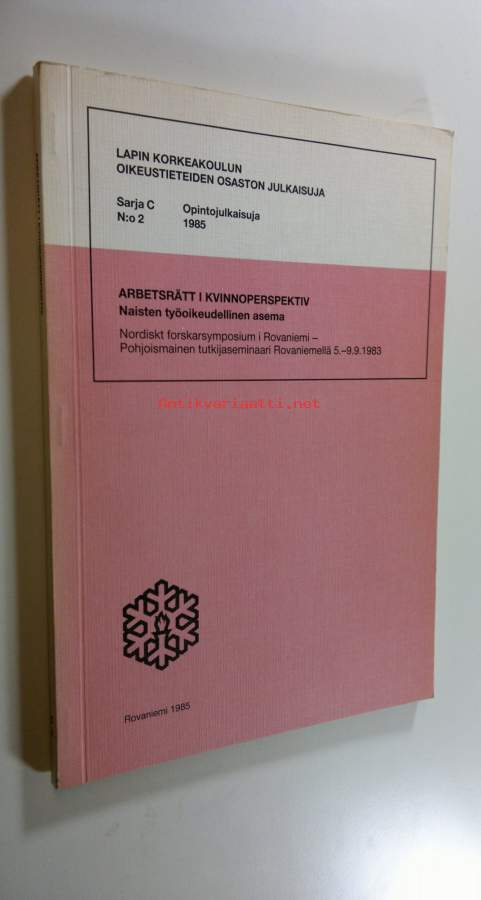 LAPIN KORKEAKOULUN
OIKEUSTIETEIDEN OSASTON JULKAISUJA
Sarja C Opintojulkaisuja
N:o 2 1985
ARBETSRÄTT I KVINNOPERSPEKTIV
Naisten työoikeudellinen asema
Nordiskt forskarsymposium i Rovaniemi –
Pohjoismainen tutkijaseminaari Rovaniemellä 5.–9.9.1983
Antikvariaatti.net
Rovaniemi 1985